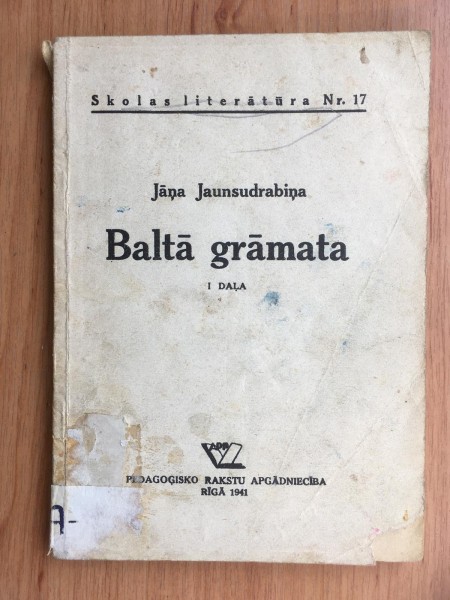 Skolas literātūra Nr. 17
Jāņa Jaunsudrabiņa
Baltā grāmata
I DAĻA
PEDAGOĢISKO RAKSTU APGĀDNIECĪBA
RĪGĀ 1941
A-